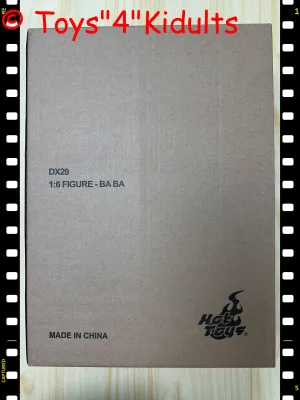 © Toys"4"Kidults
DX29
1:6 FIGURE - BA BA
Hot
Toys®
MADE IN CHINA